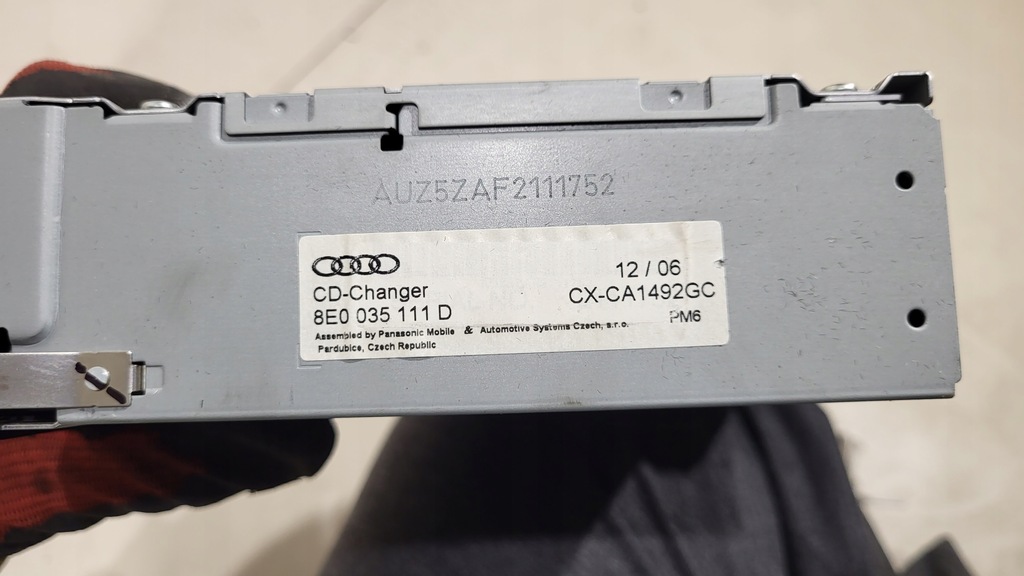 AUZ5ZAF2111752
12 / 06
CD-Changer CX-CA1492GC
8E0 035 111 D PM6
Assembled by Panasonic Mobile & Automotive Systems Czech, s.r.o.
Pardubice, Czech Republic